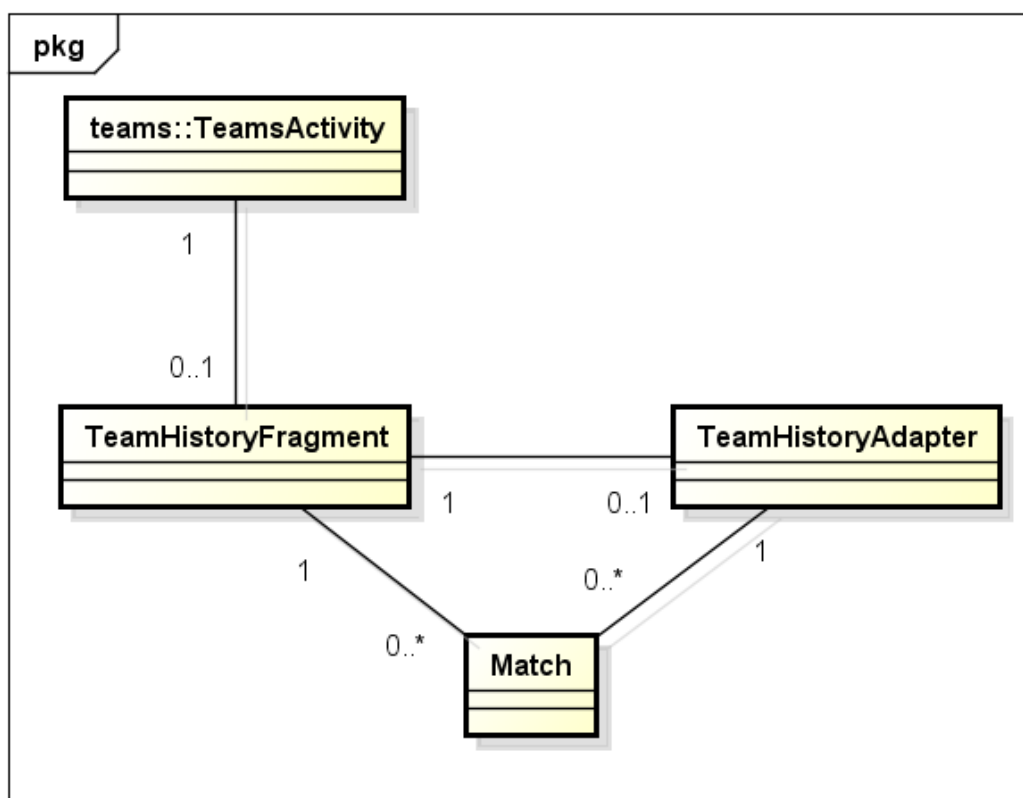 pkg
teams::TeamsActivity
1
0..1
TeamHistoryFragment
TeamHistoryAdapter
1
0..1
1
0..*
1
0..*
Match